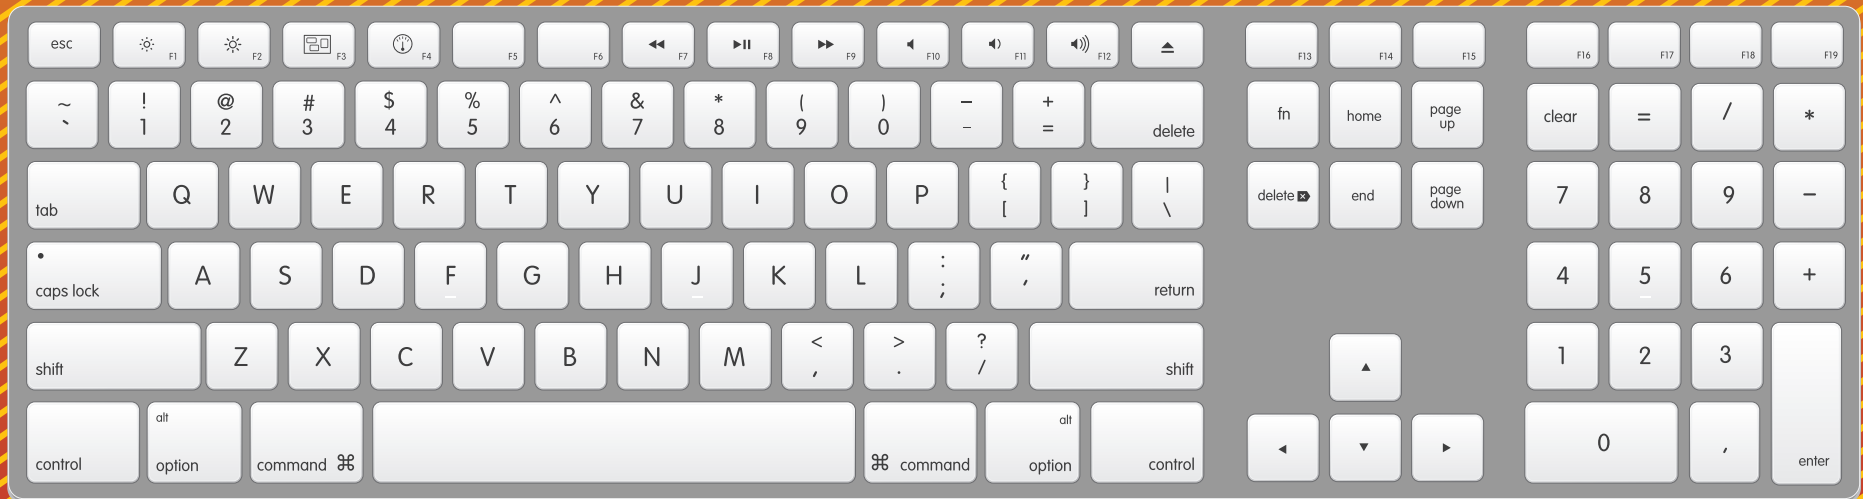 esc F1 F2 F3 F4 F5 F6 F7 F8 F9 F10 F11 F12 F13 F14 F15 F16 F17 F18 F19
~ ! @ # $ % ^ & * ( ) – +
` 1 2 3 4 5 6 7 8 9 0 – = delete fn home page up clear = / *
tab Q W E R T Y U I O P { [ } ] | \ delete end page down 7 8 9 –
caps lock A S D F G H J K L : ; “ ‘ return 4 5 6 +
shift Z X C V B N M < , > . ? / shift 1 2 3
control alt option command ⌘ ⌘ command alt option control 0 , enter